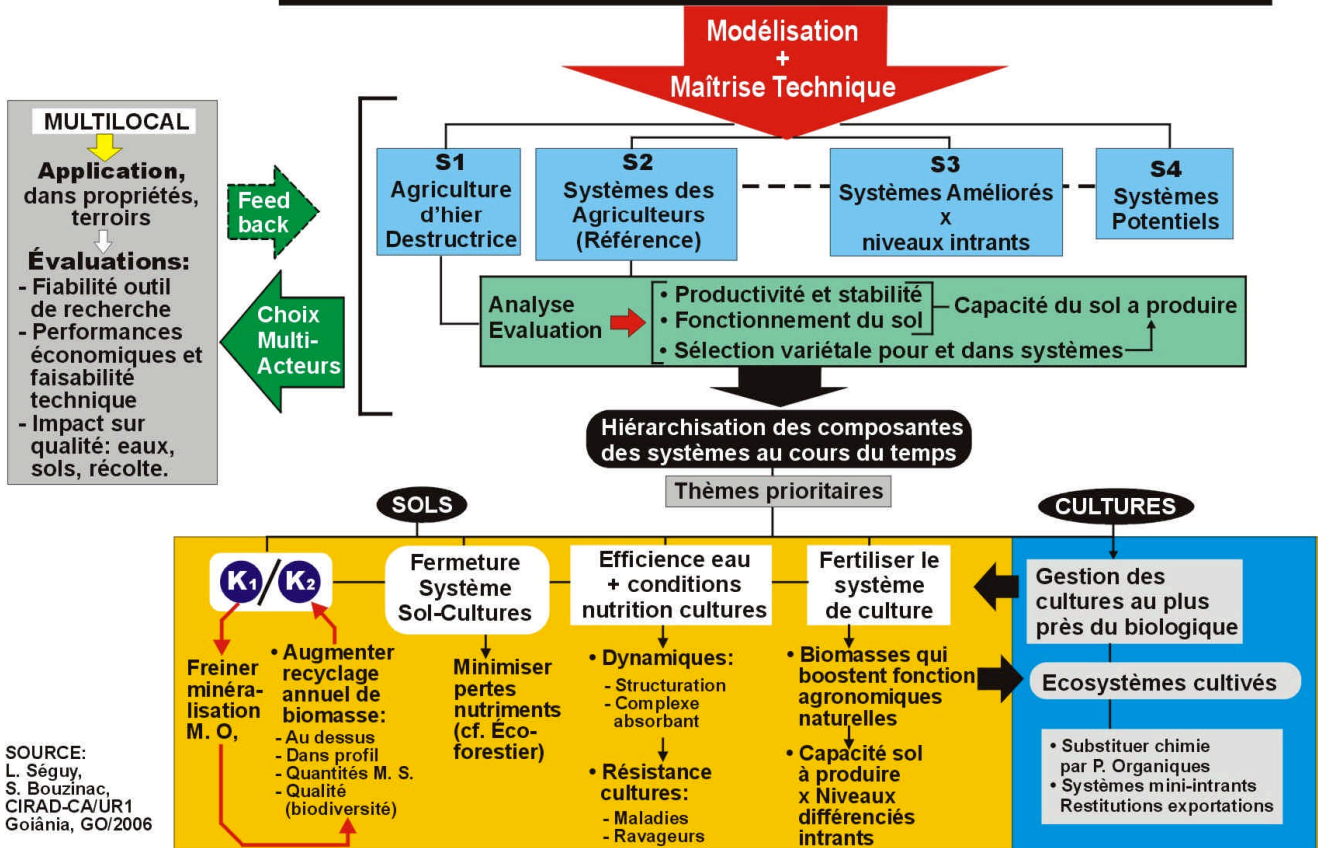 Modélisation
+
Maîtrise Technique
MULTILOCAL
Application,
dans propriétés,
terroirs
Évaluations:
- Fiabilité outil
de recherche
- Performances
économiques et
faisabilité
technique
- Impact sur
qualité: eaux,
sols, récolte.
Feed
back
Choix
Multi-
Acteurs
S1
Agriculture
d'hier
Destructrice
S2
Systèmes des
Agriculteurs
(Référence)
S3
Systèmes Améliorés
x
niveaux intrants
S4
Systèmes
Potentiels
Analyse
Evaluation
• Productivité et stabilité
• Fonctionnement du sol
Capacité du sol a produire
• Sélection variétale pour et dans systèmes
Hiérarchisation des composantes
des systèmes au cours du temps
Thèmes prioritaires
SOLS
CULTURES
K1/K2
Fermeture
Système
Sol-Cultures
Efficience eau
+ conditions
nutrition cultures
Fertiliser le
système
de culture
Gestion des
cultures au plus
près du biologique
Freiner
minéra-
lisation
M. O,
• Augmenter
recyclage
annuel de
biomasse:
- Au dessus
- Dans profil
- Quantités M. S.
- Qualité
(biodiversité)
Minimiser
pertes
nutriments
(cf. Éco-
forestier)
• Dynamiques:
- Structuration
- Complexe
absorbant
• Résistance
cultures:
- Maladies
- Ravageurs
• Biomasses qui
boostent fonction
agronomiques
naturelles
• Capacité sol
à produire
x Niveaux
différenciés
intrants
Ecosystèmes cultivés
• Substituer chimie
par P. Organiques
• Systèmes mini-intrants
Restitutions exportations
SOURCE:
L. Séguy,
S. Bouzinac,
CIRAD-CA/UR1
Goiânia, GO/2006